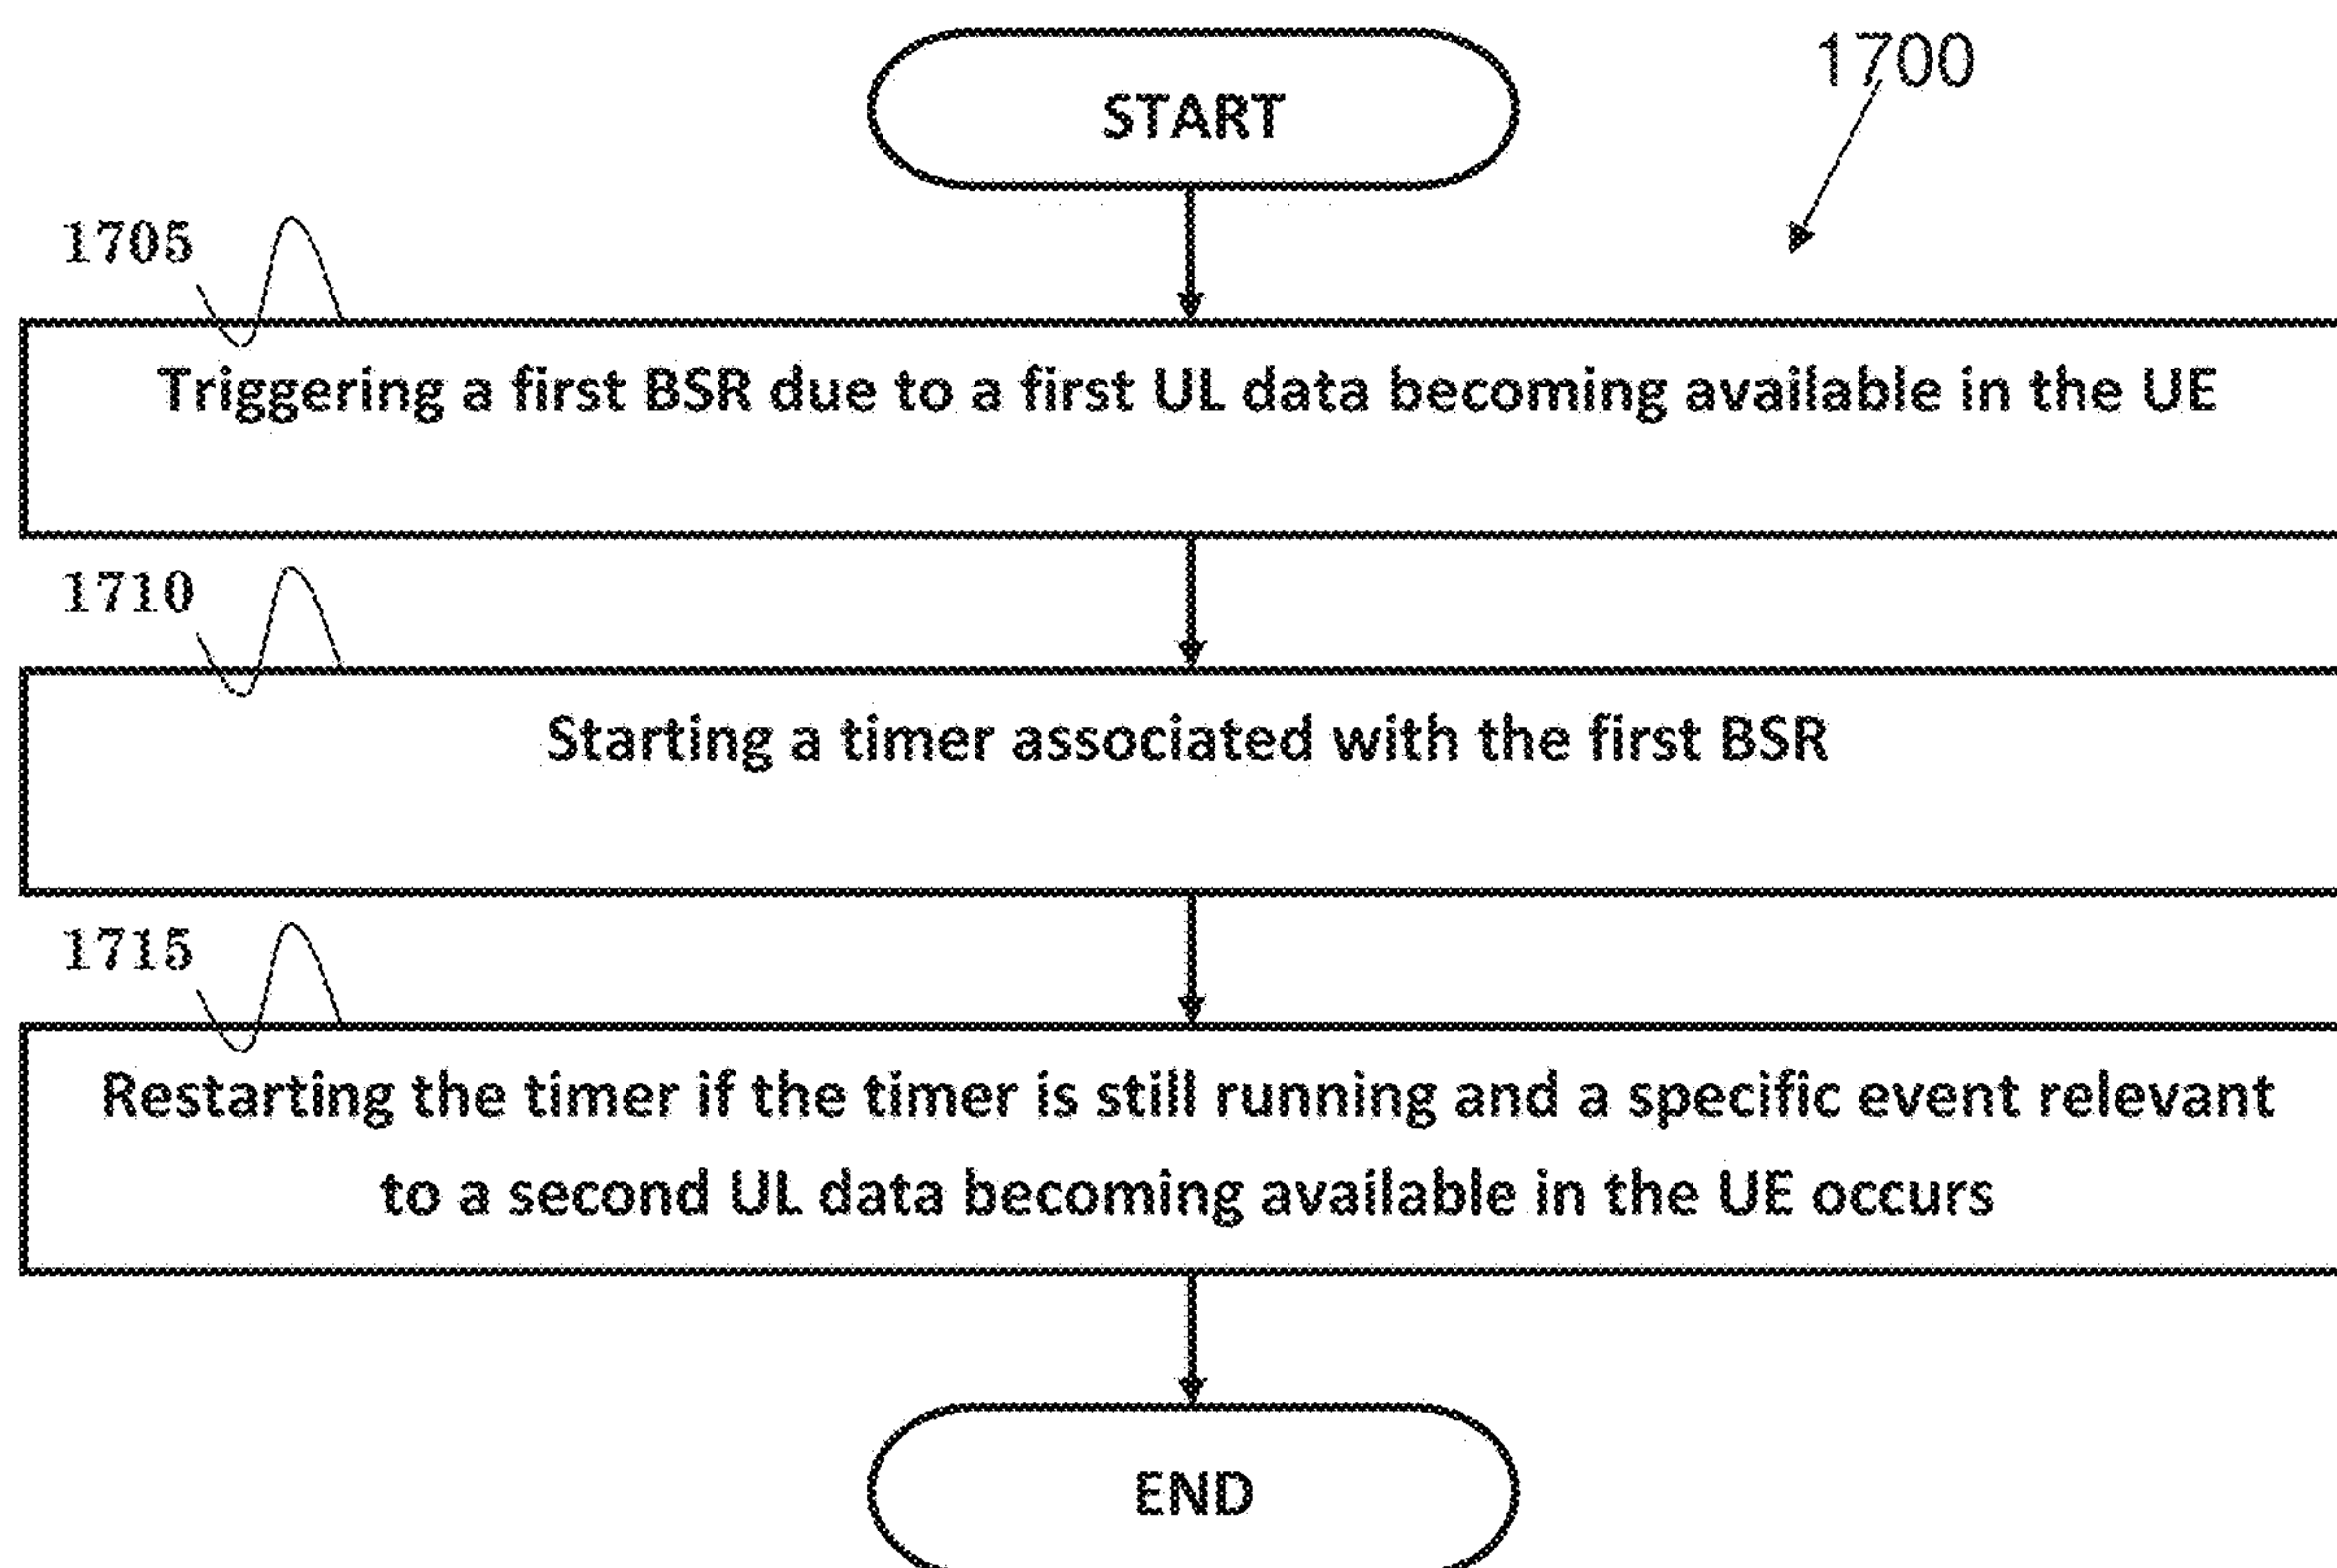 START
1700
1705
Triggering a first BSR due to a first UL data becoming available in the UE
1710
Starting a timer associated with the first BSR
1715
Restarting the timer if the timer is still running and a specific event relevant
to a second UL data becoming available in the UE occurs
END